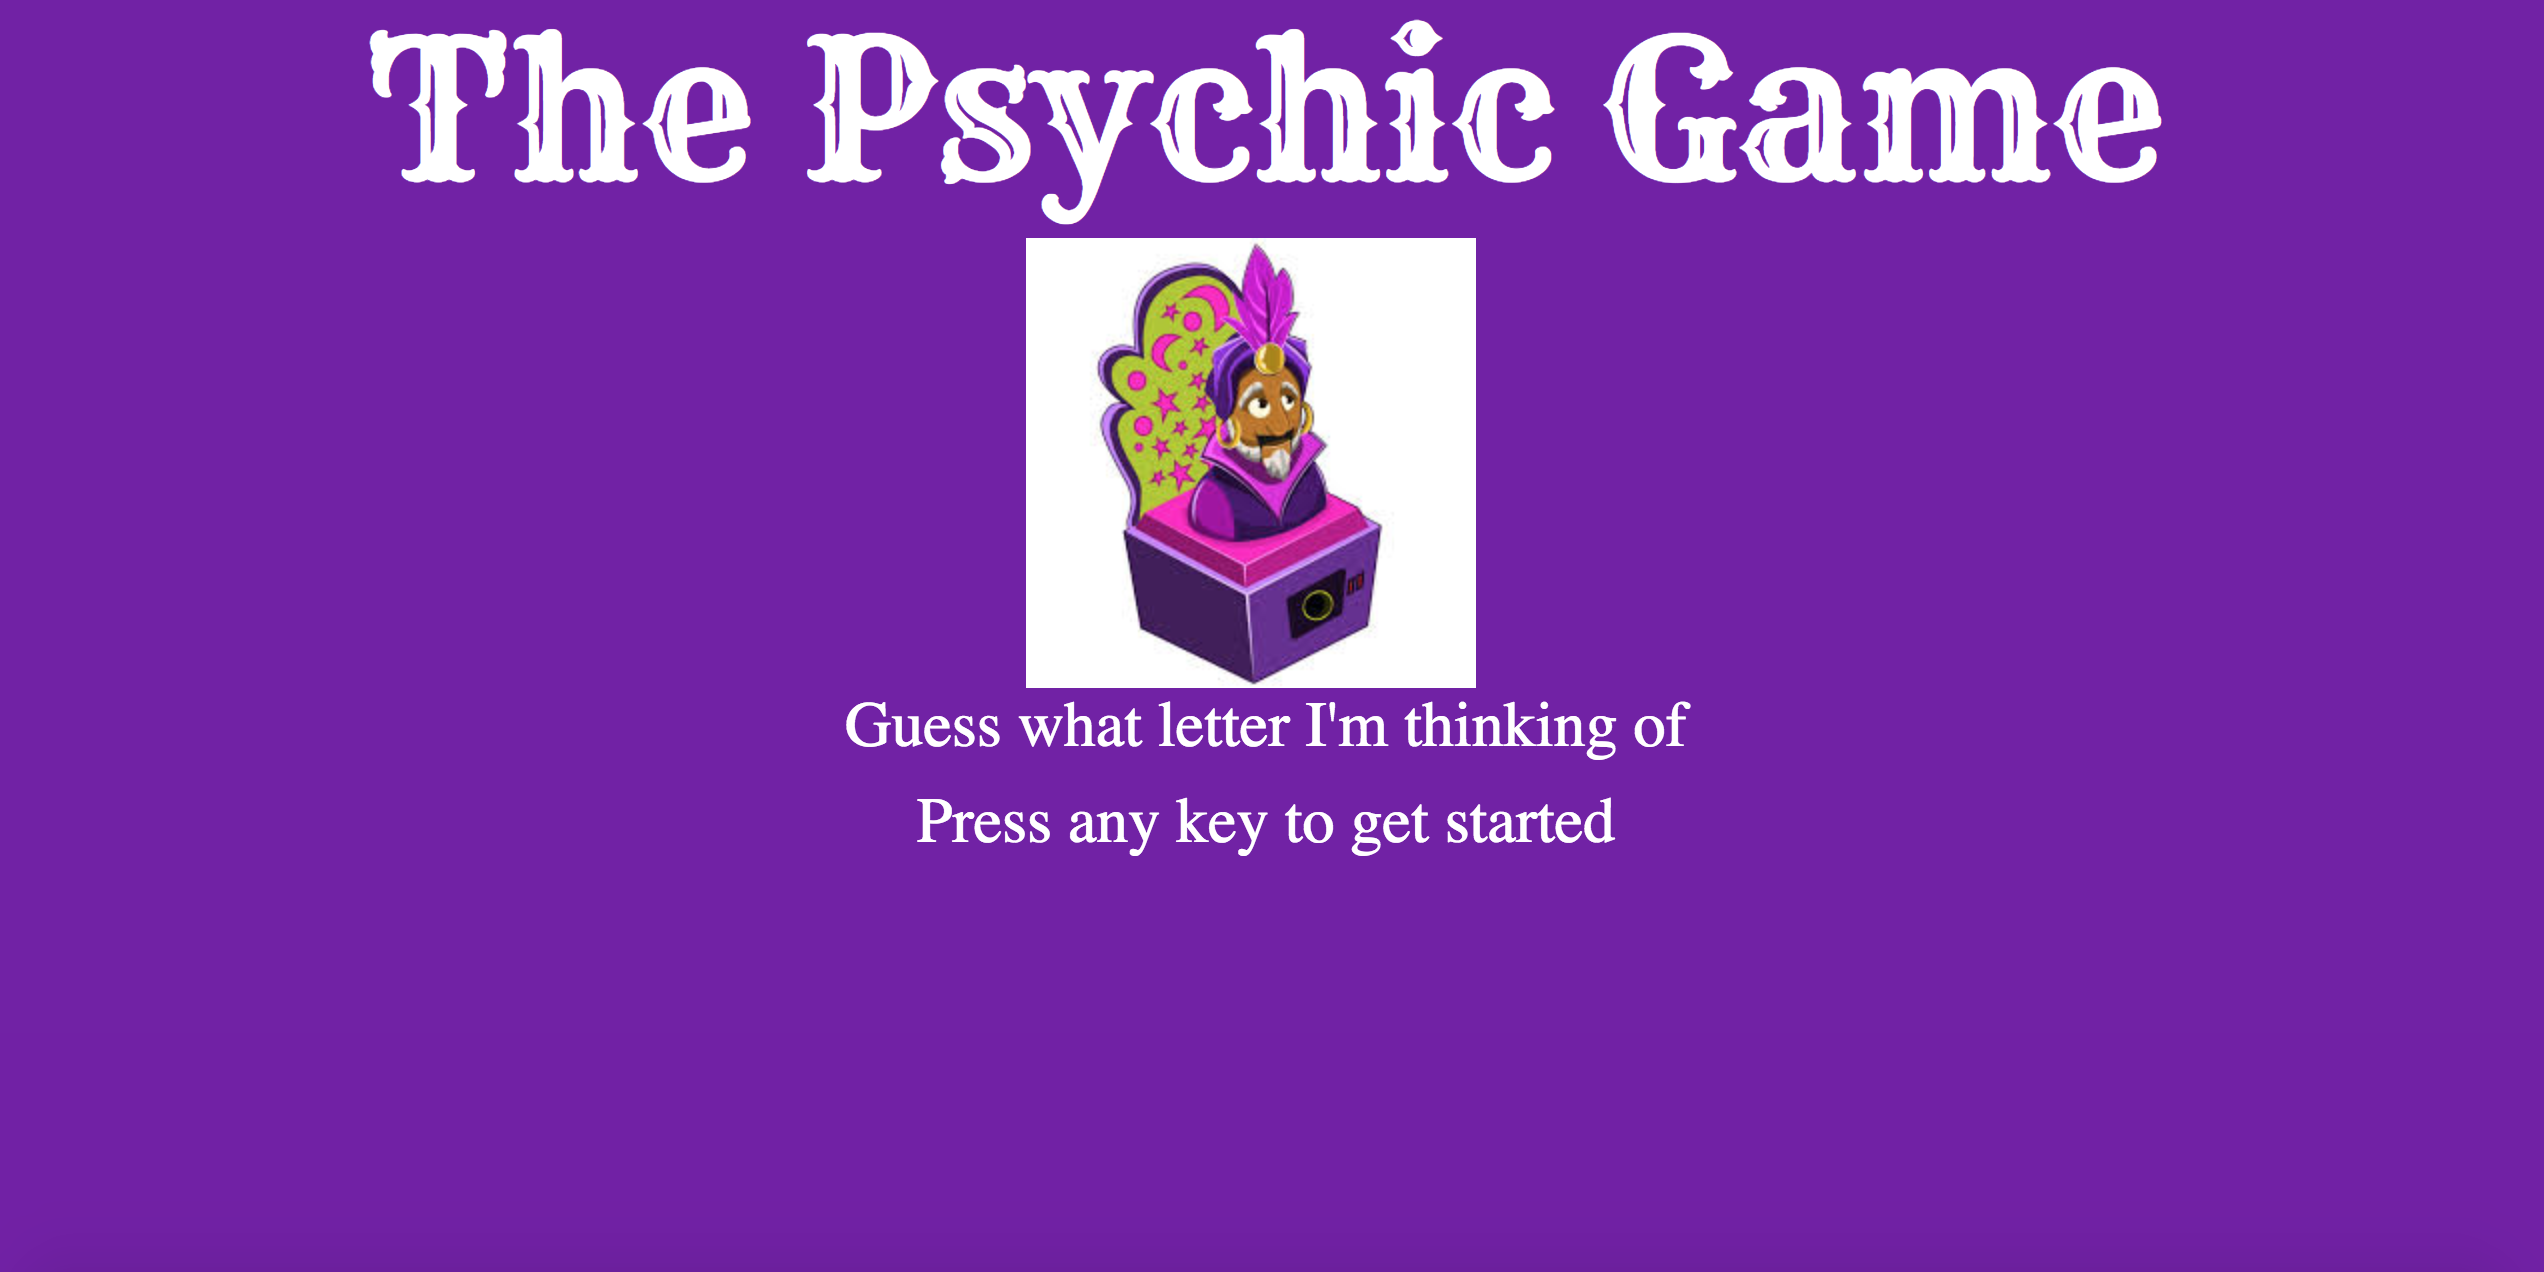 The Psychic Game
Guess what letter I'm thinking of
Press any key to get started